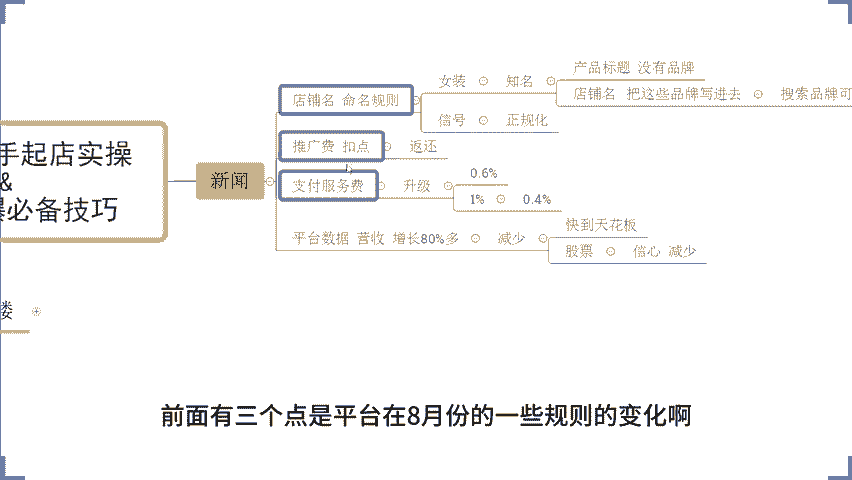 手起店实操
&
爆必备技巧
新闻
店铺名 命名规则
女装
知名
产品标题 没有品牌
店铺名 把这些品牌写进去
搜索品牌可
信号
正规化
推广费 扣点
返还
支付服务费
升级
0.6%
1%
0.4%
平台数据 营收 增长80%多
减少
快到天花板
股票
信心 减少
楼
前面有三个点是平台在8月份的一些规则的变化啊